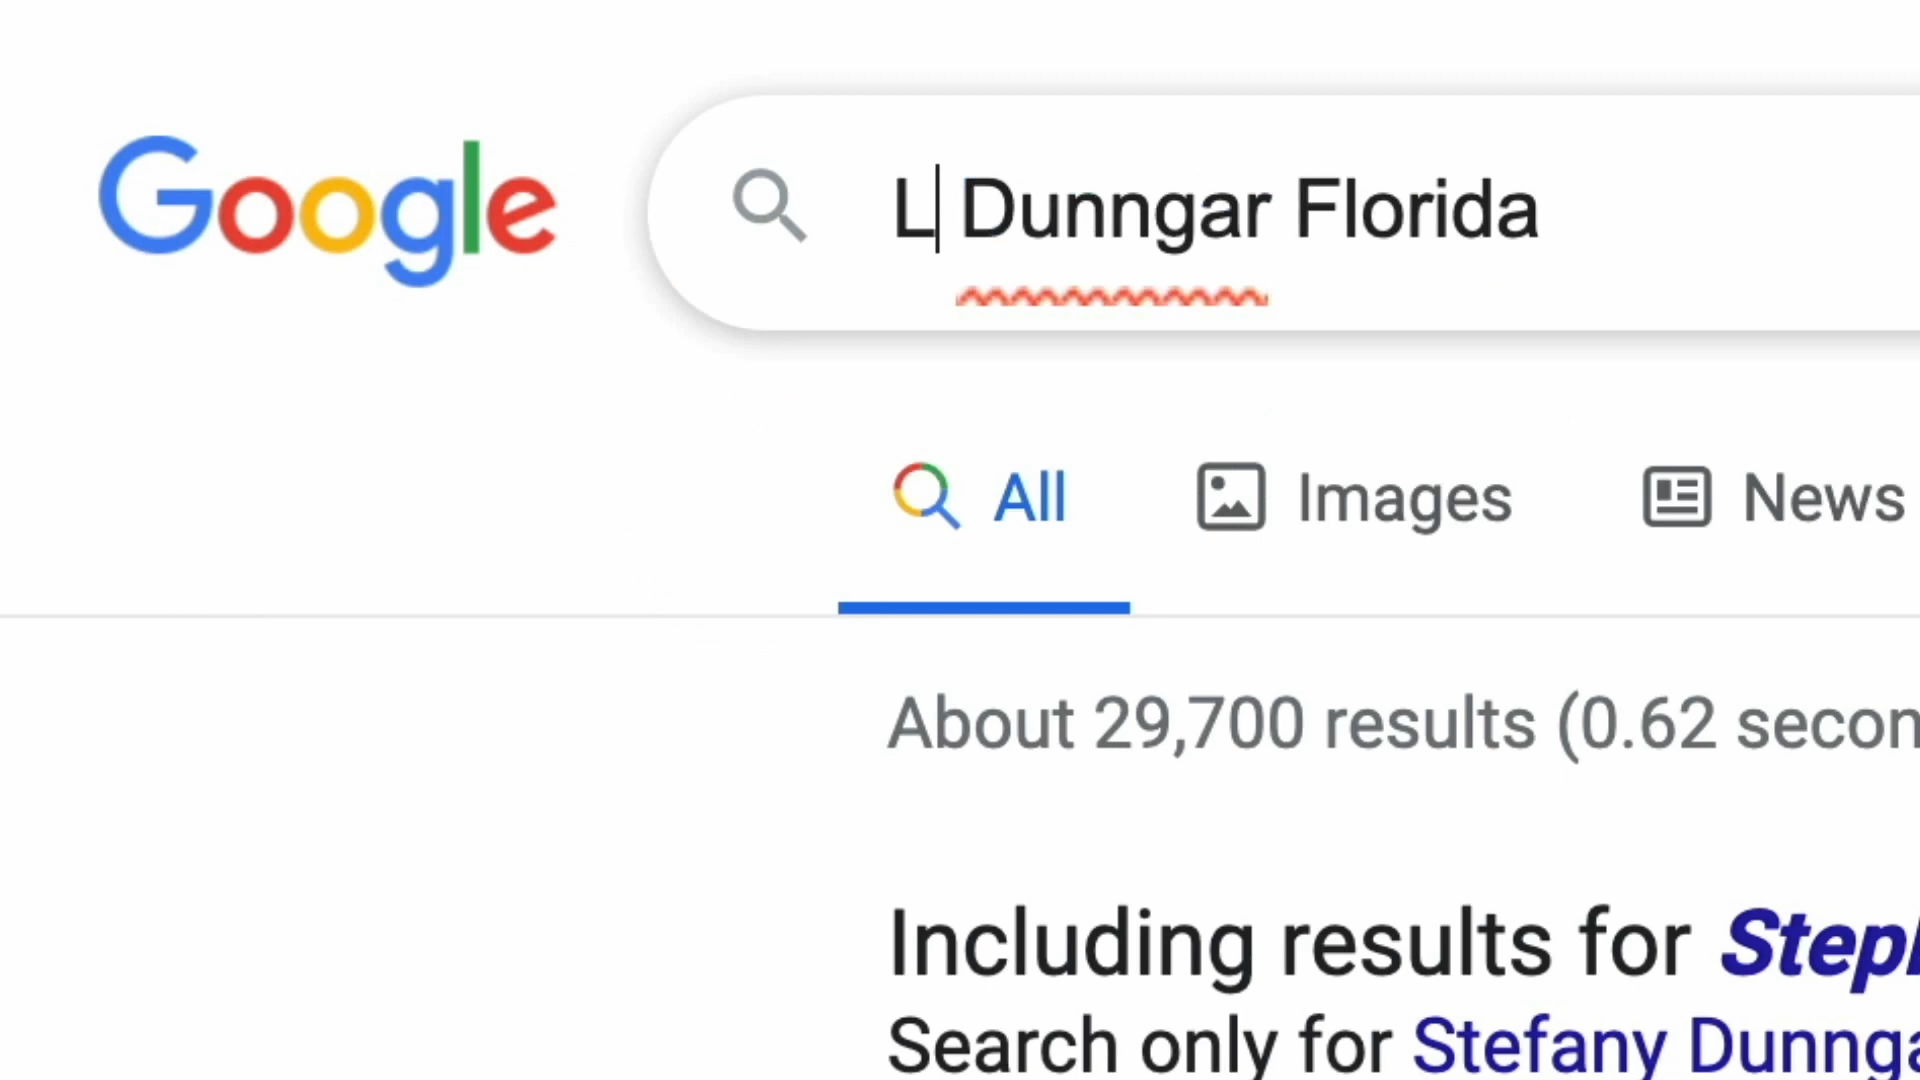 Google
L Dunngar Florida
All Images News
About 29,700 results (0.62
Including results for
Search only for Stefany